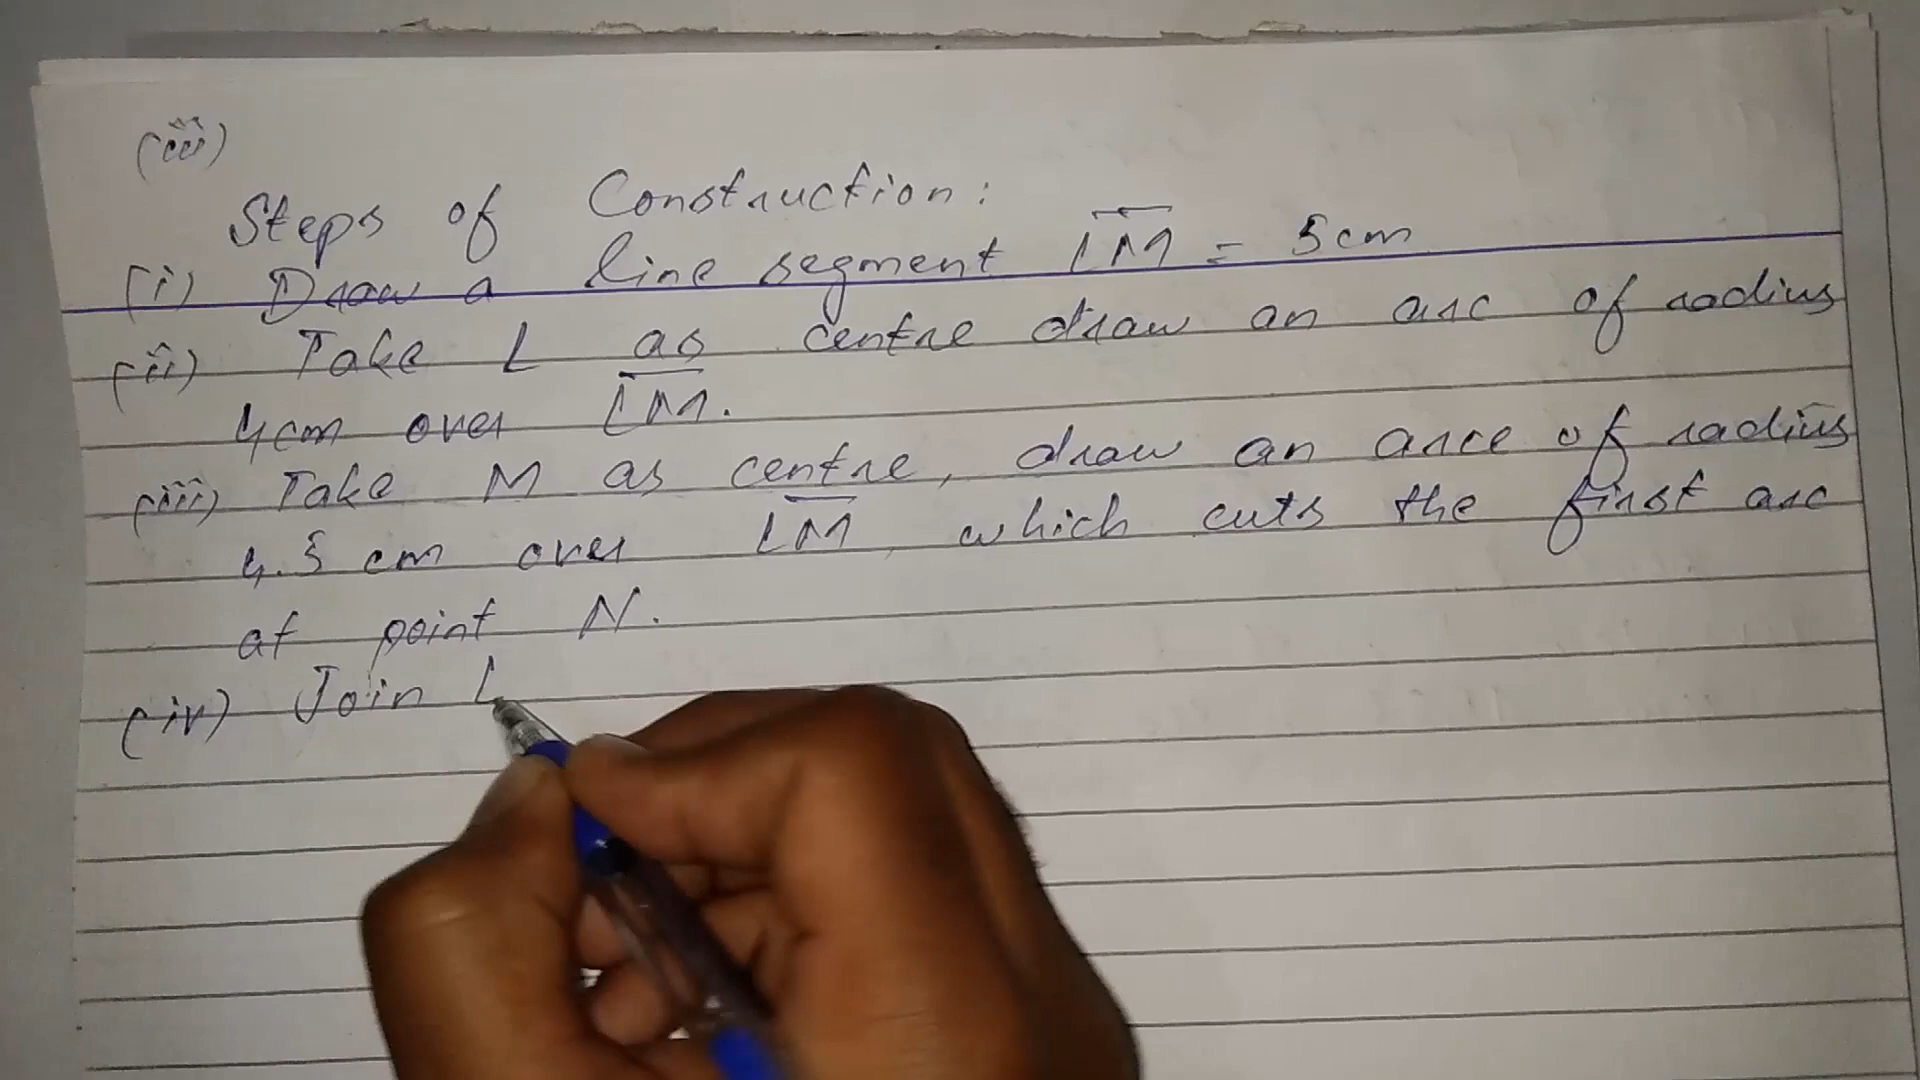 (iii)
Steps of Construction:
(i) Draw a line segment LM = 5cm
(ii) Take L as centre draw an arc of radius
4cm over LM.
(iii) Take M as centre, draw an arce of radius
4.5 cm over LM, which cuts the first arc
at point N.
(iv) Join L